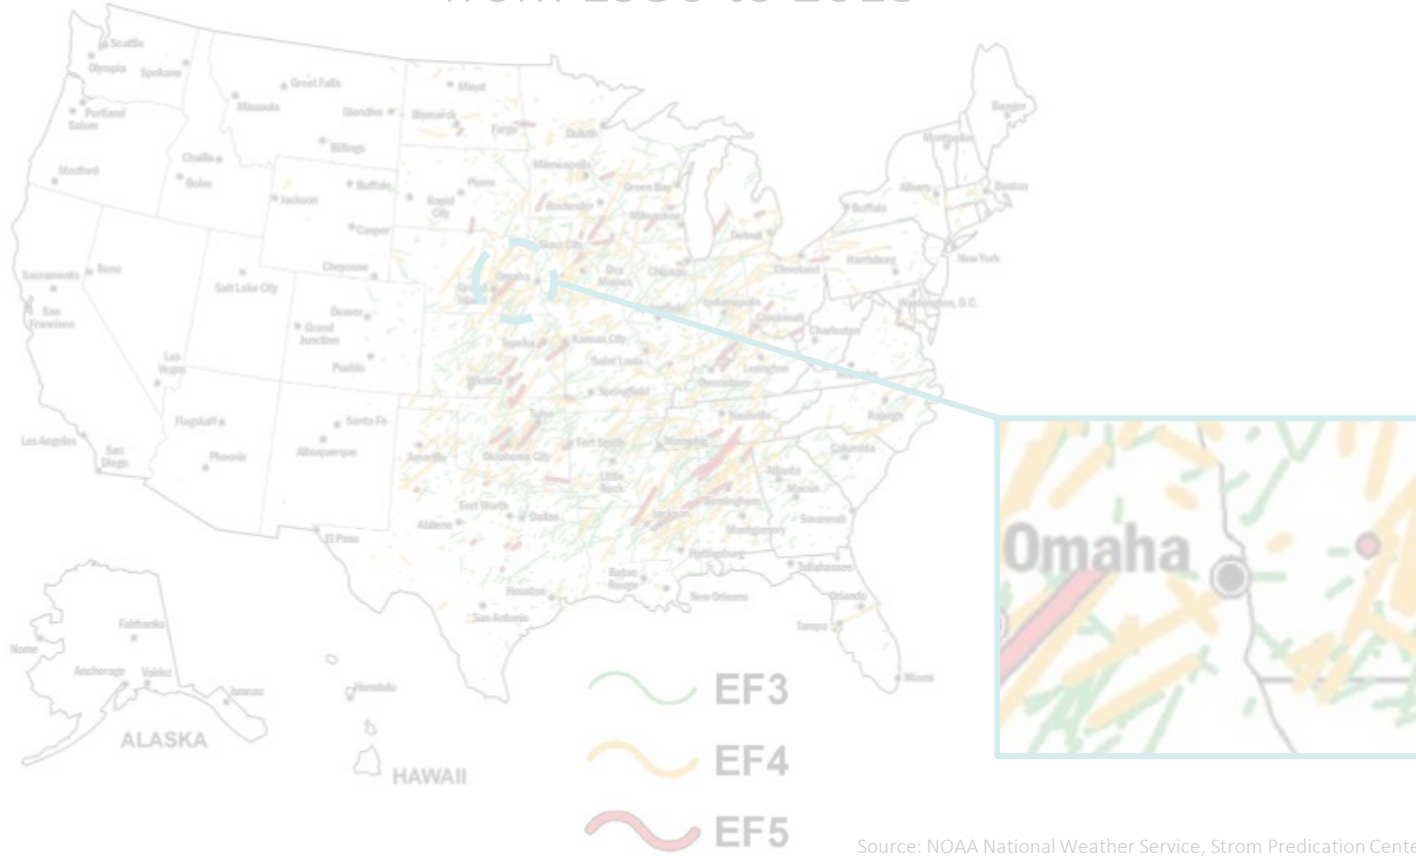 from 1950 to 2013
Seattle
Olympia
Spokane
Portland
Salem
Medford
Great Falls
Missoula
Glendive
Billings
Challis
Boise
Jackson
Buffalo
Casper
Cheyenne
Minot
Bismarck
Fargo
Duluth
Minneapolis
Pierre
Rapid
City
Rochester
Green Bay
Milwaukee
Sioux City
Detroit
Bangor
Montpelier
Albany
Boston
Buffalo
New York
Harrisburg
Cleveland
Chicago
Des
Moines
Omaha
Sacramento
Reno
San
Francisco
Salt Lake City
Denver
Grand
Junction
Pueblo
Las
Vegas
Topeka
Kansas City
Saint Louis
Indianapolis
Cincinnati
Washington, D.C.
Charleston
Lexington
Owensboro
Wichita
Springfield
Nashville
Raleigh
Tulsa
Flagstaff
Santa Fe
Los Angeles
San
Diego
Phoenix
Albuquerque
Amarillo
Oklahoma City
Fort Smith
Memphis
Little
Rock
Columbia
Atlanta
Macon
Birmingham
Savannah
Montgomery
Jackson
Fort Worth
Dallas
Abilene
El Paso
Hattiesburg
Tallahassee
Baton
Rouge
New Orleans
Houston
San Antonio
Orlando
Tampa
Miami
Omaha
Nome
Fairbanks
Anchorage
Valdez
Juneau
ALASKA
Honolulu
HAWAII
EF3
EF4
EF5
Source: NOAA National Weather Service, Strom Predication Cente